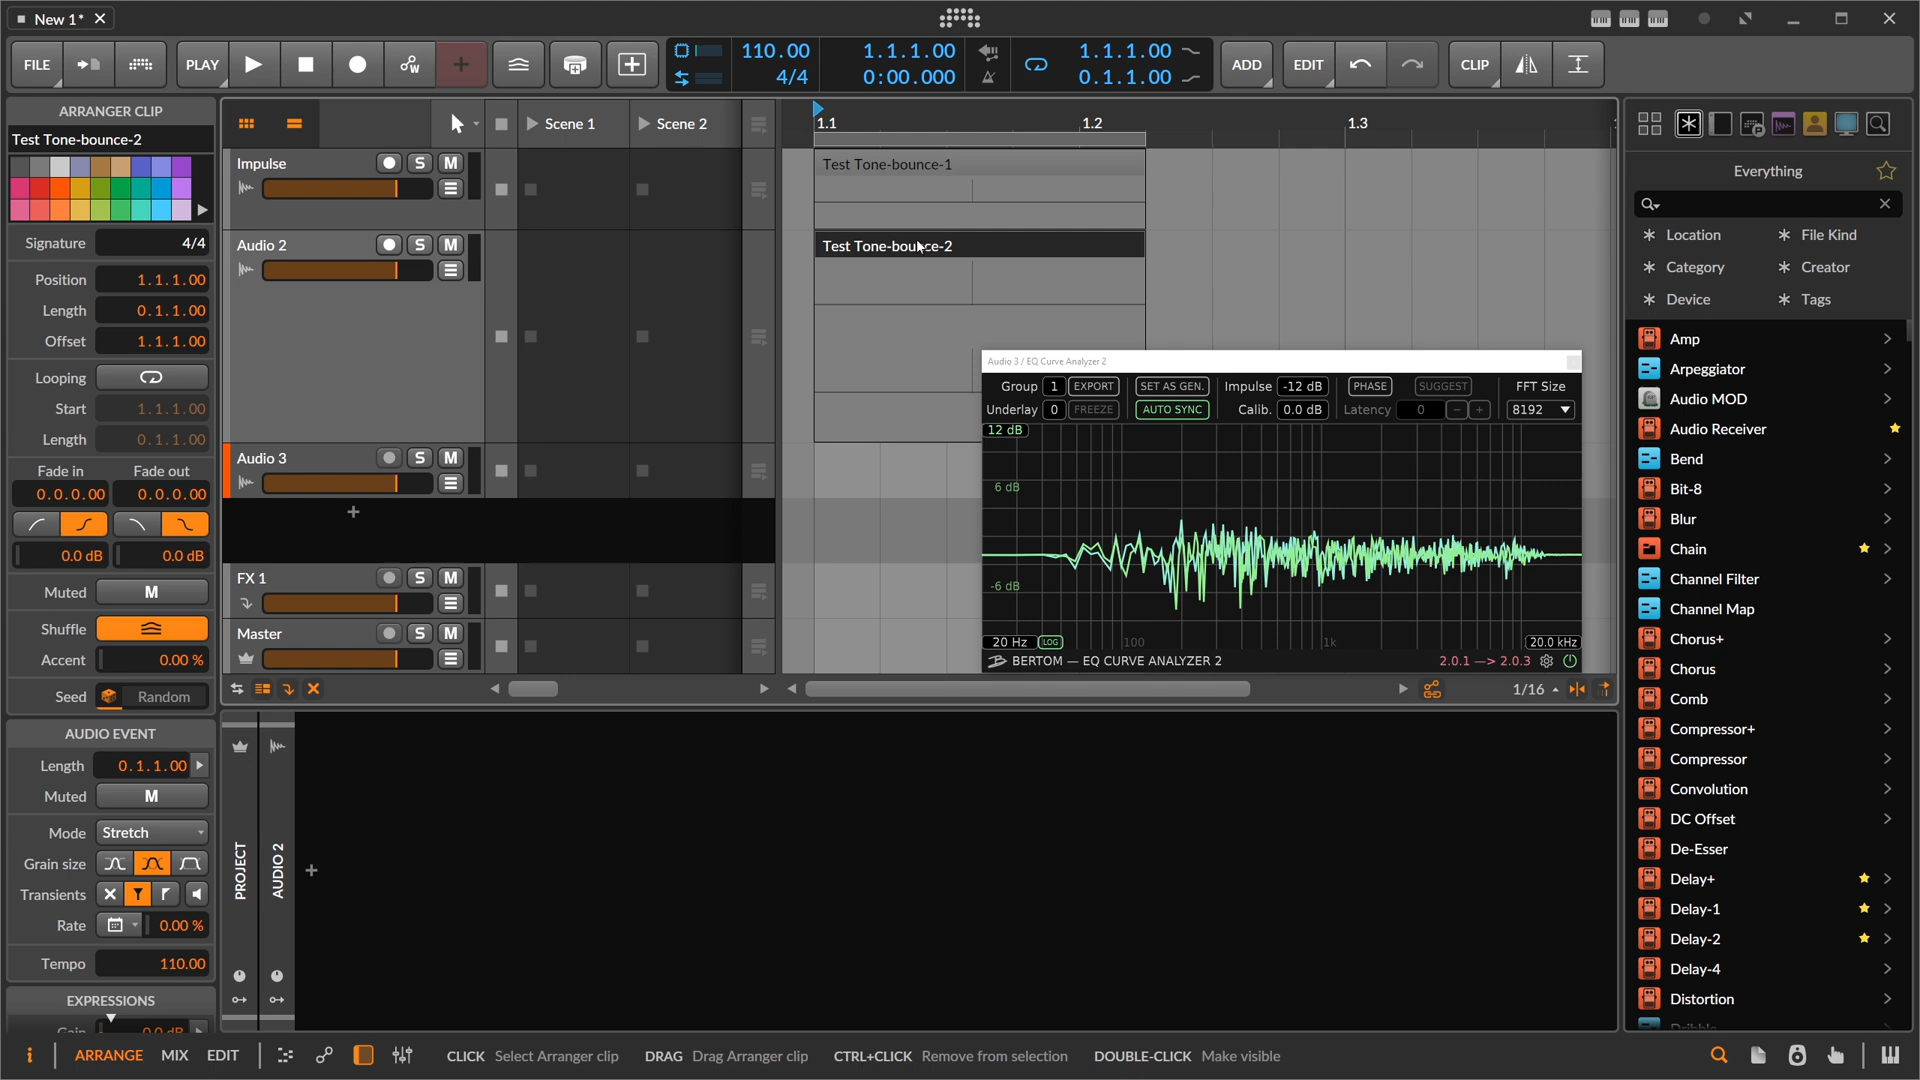 New 1*
FILE
PLAY
110.00
4/4
1.1.1.00
0:00.000
1.1.1.00
0.1.1.00
ADD
EDIT
CLIP
ARRANGER CLIP
Test Tone-bounce-2
Signature 4/4
Position 1.1.1.00
Length 0.1.1.00
Offset 1.1.1.00
Looping
Start 1.1.1.00
Length 0.1.1.00
Fade in Fade out
0.0.0.00 0.0.0.00
0.0 dB 0.0 dB
Muted M
Shuffle
Accent 0.00 %
Seed Random
AUDIO EVENT
Length 0.1.1.00
Muted M
Mode Stretch
Grain size
Transients
Rate 0.00 %
Tempo 110.00
EXPRESSIONS
Gain 0.0 dB
Scene 1
Scene 2
Impulse S M
Audio 2 S M
Audio 3 S M
FX 1 S M
Master S M
1.1 1.2 1.3
Test Tone-bounce-1
Test Tone-bounce-2
Audio 3 / EQ Curve Analyzer 2
Group 1 EXPORT SET AS GEN. Impulse -12 dB PHASE SUGGEST FFT Size
Underlay 0 FREEZE AUTO SYNC Calib. 0.0 dB Latency 0 - + 8192
12 dB
6 dB
-6 dB
20 Hz LOG 100 1k 20.0 kHz
BERTOM — EQ CURVE ANALYZER 2 2.0.1 —> 2.0.3
1/16
PROJECT
AUDIO 2
Everything
Location File Kind
Category Creator
Device Tags
Amp
Arpeggiator
Audio MOD
Audio Receiver
Bend
Bit-8
Blur
Chain
Channel Filter
Channel Map
Chorus+
Chorus
Comb
Compressor+
Compressor
Convolution
DC Offset
De-Esser
Delay+
Delay-1
Delay-2
Delay-4
Distortion
Dribble
i ARRANGE MIX EDIT
CLICK Select Arranger clip DRAG Drag Arranger clip CTRL+CLICK Remove from selection DOUBLE-CLICK Make visible